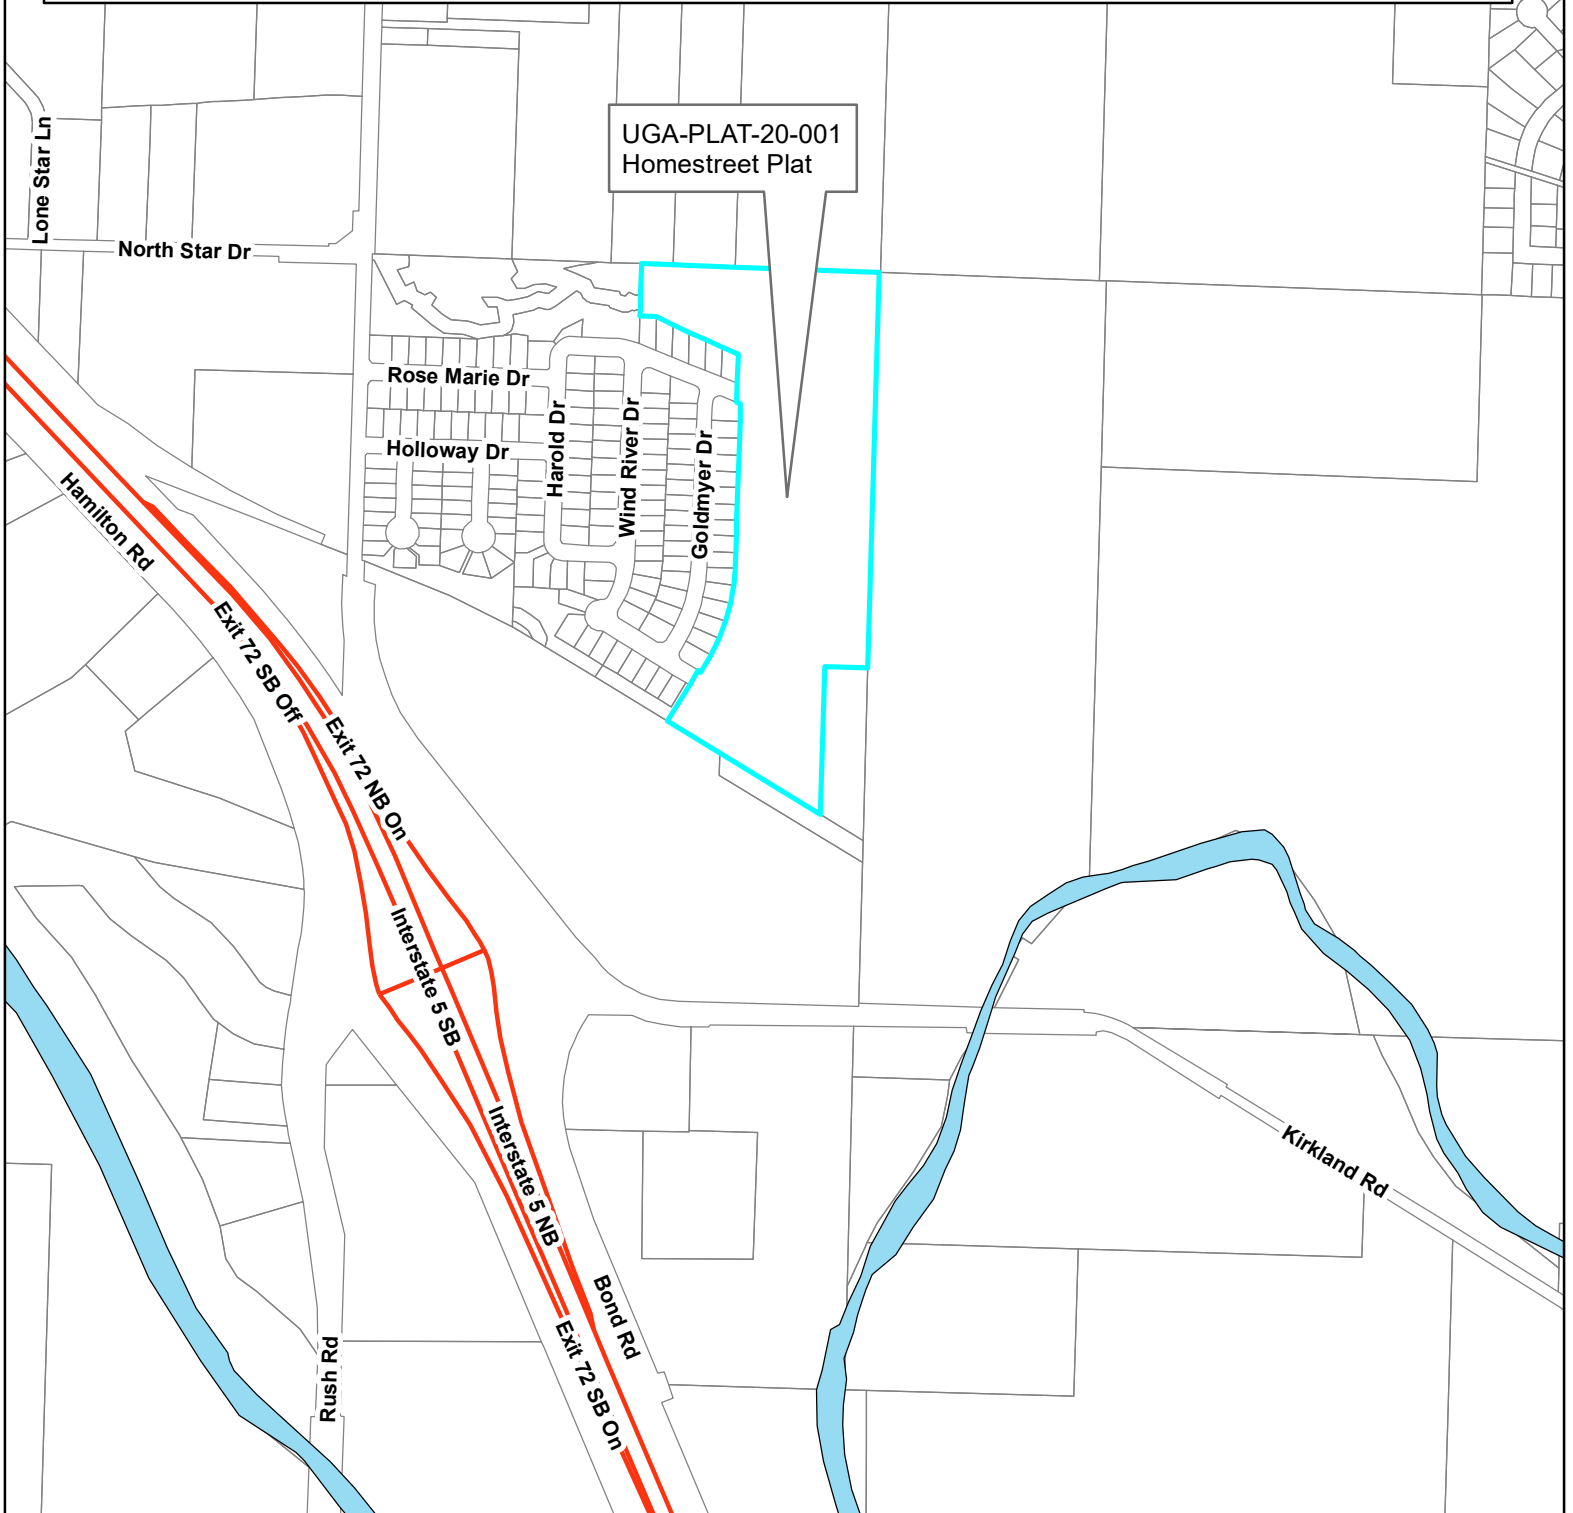 UGA-PLAT-20-001
Homestreet Plat
Lone Star Ln
North Star Dr
Rose Marie Dr
Holloway Dr
Harold Dr
Wind River Dr
Goldmyer Dr
Hamilton Rd
Exit 72 SB Off
Exit 72 NB On
Interstate 5 SB
Interstate 5 NB
Kirkland Rd
Bond Rd
Rush Rd
Exit 72 SB On